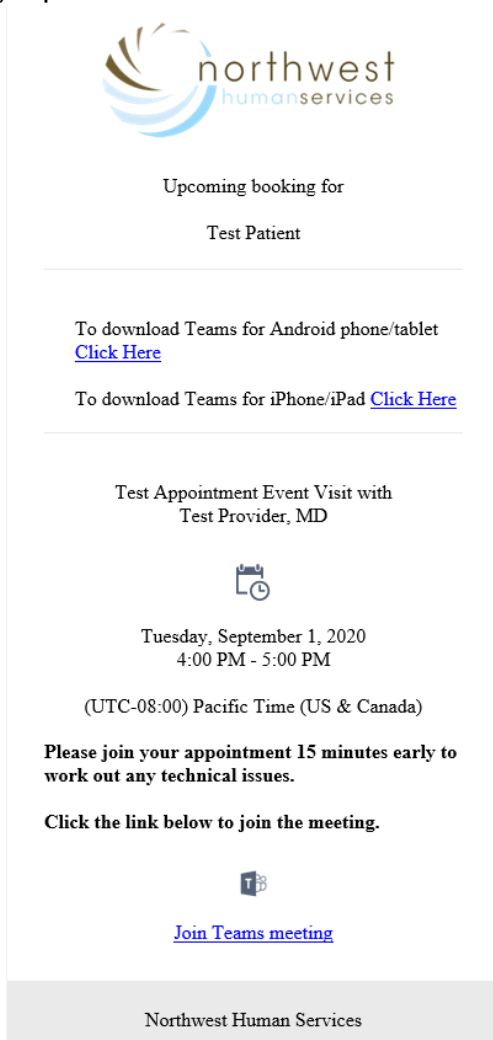 northwest
humanservices
Upcoming booking for
Test Patient
To download Teams for Android phone/tablet
Click Here
To download Teams for iPhone/iPad Click Here
Test Appointment Event Visit with
Test Provider, MD
Tuesday, September 1, 2020
4:00 PM - 5:00 PM
(UTC-08:00) Pacific Time (US & Canada)
Please join your appointment 15 minutes early to
work out any technical issues.
Click the link below to join the meeting.
T
Join Teams meeting
Northwest Human Services